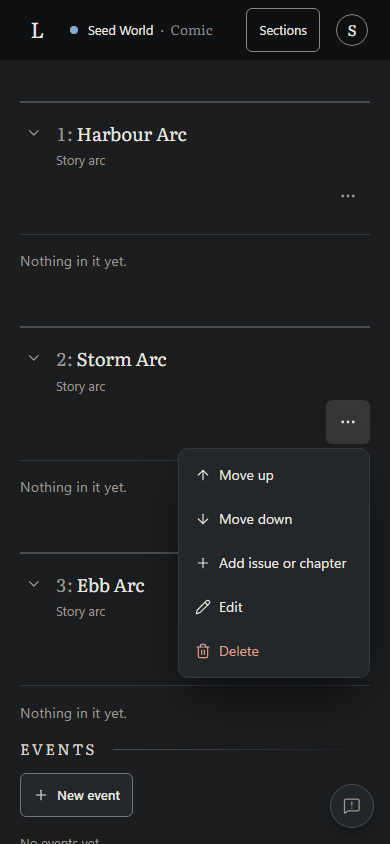 L
Seed World · Comic
Sections
S
1: Harbour Arc
Story arc
Nothing in it yet.
2: Storm Arc
Story arc
Nothing in it yet.
Move up
Move down
Add issue or chapter
Edit
Delete
3: Ebb Arc
Story arc
Nothing in it yet.
EVENTS
New event
No events yet